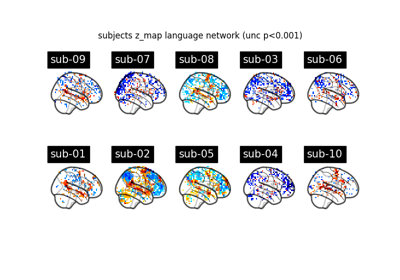 subjects z_map language network (unc p<0.001)
sub-09 sub-07 sub-08 sub-03 sub-06
sub-01 sub-02 sub-05 sub-04 sub-10